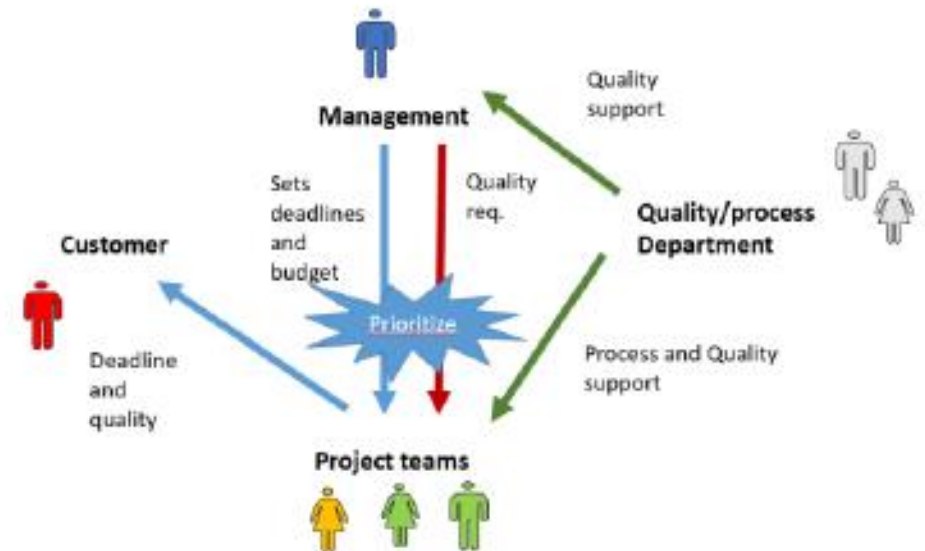 Quality
support
Management
Sets
deadlines
and
budget
Quality
req.
Quality/process
Department
Customer
Prioritize
Deadline
and
quality
Process and Quality
support
Project teams